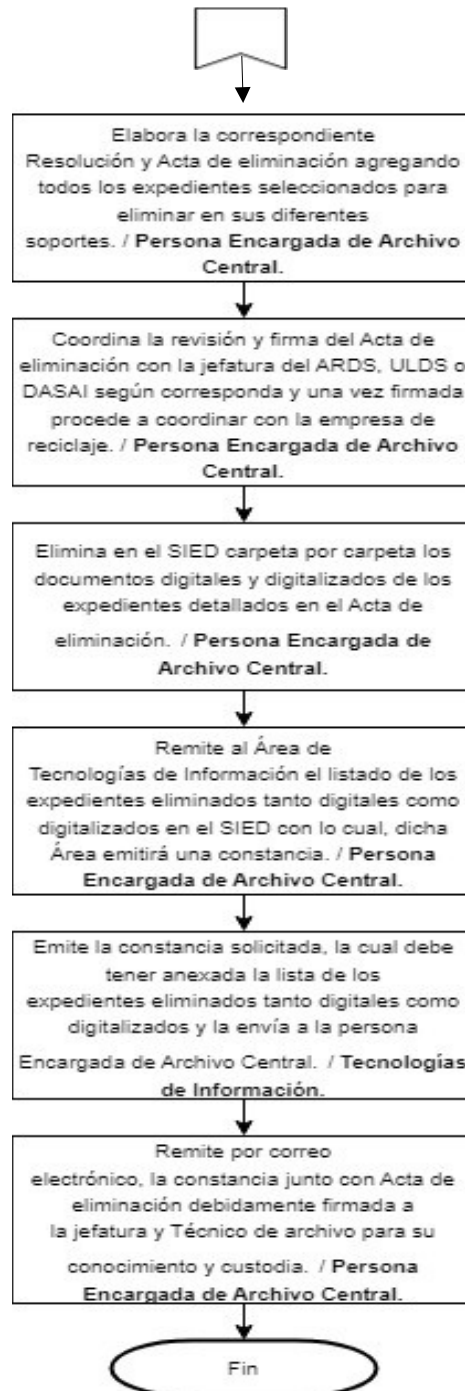 Elabora la correspondiente
Resolución y Acta de eliminación agregando
todos los expedientes seleccionados para
eliminar en sus diferentes
soportes. / Persona Encargada de Archivo
Central.
Coordina la revisión y firma del Acta de
eliminación con la jefatura del ARDS, ULDS o
DASAI según corresponda y una vez firmada
procede a coordinar con la empresa de
reciclaje. / Persona Encargada de Archivo
Central.
Elimina en el SIED carpeta por carpeta los
documentos digitales y digitalizados de los
expedientes detallados en el Acta de
eliminación. / Persona Encargada de
Archivo Central.
Remite al Área de
Tecnologías de Información el listado de los
expedientes eliminados tanto digitales como
digitalizados en el SIED con lo cual, dicha
Área emitirá una constancia. / Persona
Encargada de Archivo Central.
Emite la constancia solicitada, la cual debe
tener anexada la lista de los
expedientes eliminados tanto digitales como
digitalizados y la envía a la persona
Encargada de Archivo Central. / Tecnologías
de Información.
Remite por correo
electrónico, la constancia junto con Acta de
eliminación debidamente firmada a
la jefatura y Técnico de archivo para su
conocimiento y custodia. / Persona
Encargada de Archivo Central.
Fin